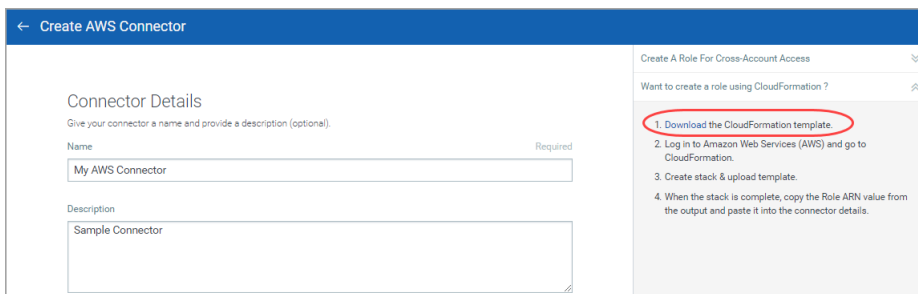 ← Create AWS Connector
Connector Details
Give your connector a name and provide a description (optional).
Name Required
My AWS Connector
Description
Sample Connector
Create A Role For Cross-Account Access
Want to create a role using CloudFormation ?
1. Download the CloudFormation template.
2. Log in to Amazon Web Services (AWS) and go to
CloudFormation.
3. Create stack & upload template.
4. When the stack is complete, copy the Role ARN value from
the output and paste it into the connector details.